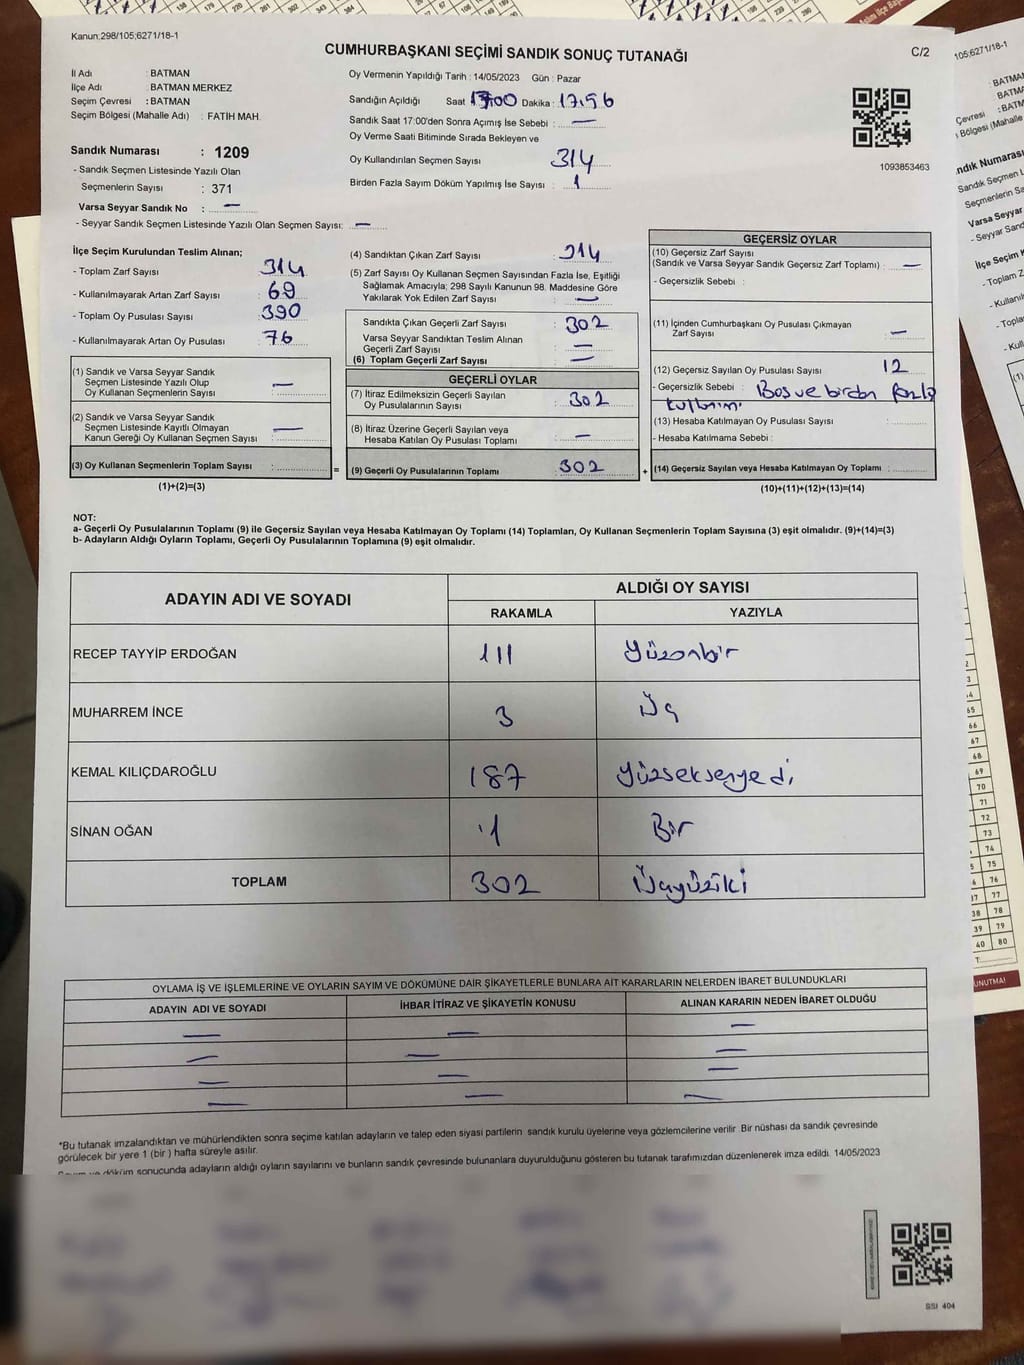 Kanun:298/105;6271/18-1
CUMHURBAŞKANI SEÇİMİ SANDIK SONUÇ TUTANAĞI
C/2
İl Adı : BATMAN
İlçe Adı : BATMAN MERKEZ
Seçim Çevresi : BATMAN
Seçim Bölgesi (Mahalle Adı) : FATİH MAH.
Sandık Numarası : 1209
- Sandık Seçmen Listesinde Yazılı Olan
Seçmenlerin Sayısı : 371
Varsa Seyyar Sandık No : —
- Seyyar Sandık Seçmen Listesinde Yazılı Olan Seçmen Sayısı: —
Oy Vermenin Yapıldığı Tarih : 14/05/2023 Gün : Pazar
Sandığın Açıldığı Saat 17:00 Dakika : 17.56
Sandık Saat 17:00'den Sonra Açımış İse Sebebi : —
Oy Verme Saati Bitiminde Sırada Bekleyen ve
Oy Kullandırılan Seçmen Sayısı 314
Birden Fazla Sayım Döküm Yapılmış İse Sayısı : 1
1093853463
İlçe Seçim Kurulundan Teslim Alınan;
- Toplam Zarf Sayısı : 314
- Kullanılmayarak Artan Zarf Sayısı : 69
- Toplam Oy Pusulası Sayısı : 390
- Kullanılmayarak Artan Oy Pusulası : 76
(1) Sandık ve Varsa Seyyar Sandık
Seçmen Listesinde Yazılı Olup
Oy Kullanan Seçmenlerin Sayısı : —
(2) Sandık ve Varsa Seyyar Sandık
Seçmen Listesinde Kayıtlı Olmayan
Kanun Gereği Oy Kullanan Seçmen Sayısı : —
(3) Oy Kullanan Seçmenlerin Toplam Sayısı :
(1)+(2)=(3)
(4) Sandıktan Çıkan Zarf Sayısı : 314
(5) Zarf Sayısı Oy Kullanan Seçmen Sayısından Fazla İse, Eşitliği
Sağlamak Amacıyla; 298 Sayılı Kanunun 98. Maddesine Göre
Yakılarak Yok Edilen Zarf Sayısı : —
Sandıkta Çıkan Geçerli Zarf Sayısı : 302
Varsa Seyyar Sandıktan Teslim Alınan
Geçerli Zarf Sayısı : —
(6) Toplam Geçerli Zarf Sayısı : —
GEÇERLİ OYLAR
(7) İtiraz Edilmeksizin Geçerli Sayılan
Oy Pusulalarının Sayısı : 302
(8) İtiraz Üzerine Geçerli Sayılan veya
Hesaba Katılan Oy Pusulası Toplamı : —
= (9) Geçerli Oy Pusulalarının Toplamı : 302
GEÇERSİZ OYLAR
(10) Geçersiz Zarf Sayısı
(Sandık ve Varsa Seyyar Sandık Geçersiz Zarf Toplamı) : —
- Geçersizlik Sebebi :
(11) İçinden Cumhurbaşkanı Oy Pusulası Çıkmayan
Zarf Sayısı : —
(12) Geçersiz Sayılan Oy Pusulası Sayısı : 12
- Geçersizlik Sebebi : Boş ve birden fazla
kullanımı
(13) Hesaba Katılmayan Oy Pusulası Sayısı :
- Hesaba Katılmama Sebebi :
+ (14) Geçersiz Sayılan veya Hesaba Katılmayan Oy Toplamı :
(10)+(11)+(12)+(13)=(14)
NOT:
a- Geçerli Oy Pusulalarının Toplamı (9) ile Geçersiz Sayılan veya Hesaba Katılmayan Oy Toplamı (14) Toplamları, Oy Kullanan Seçmenlerin Toplam Sayısına (3) eşit olmalıdır. (9)+(14)=(3)
b- Adayların Aldığı Oyların Toplamı, Geçerli Oy Pusulalarının Toplamına (9) eşit olmalıdır.
ADAYIN ADI VE SOYADI
ALDIĞI OY SAYISI
RAKAMLA YAZIYLA
RECEP TAYYİP ERDOĞAN 111 Yüzonbir
MUHARREM İNCE 3 Üç
KEMAL KILIÇDAROĞLU 187 Yüzseksenyedi
SİNAN OĞAN 1 Bir
TOPLAM 302 Üçyüziki
OYLAMA İŞ VE İŞLEMLERİNE VE OYLARIN SAYIM VE DÖKÜMÜNE DAİR ŞİKAYETLERLE BUNLARA AİT KARARLARIN NELERDEN İBARET BULUNDUKLARI
ADAYIN ADI VE SOYADI İHBAR İTİRAZ VE ŞİKAYETİN KONUSU ALINAN KARARIN NEDEN İBARET OLDUĞU
— — —
— — —
— — —
— — —
*Bu tutanak imzalandıktan ve mühürlendikten sonra seçime katılan adayların ve talep eden siyasi partilerin sandık kurulu üyelerine veya gözlemcilerine verilir. Bir nüshası da sandık çevresinde
görülecek bir yere 1 (bir ) hafta süreyle asılır.
döküm sonucunda adayların aldığı oyların sayılarını ve bunların sandık çevresinde bulunanlara duyurulduğunu gösteren bu tutanak tarafımızdan düzenlenerek imza edildi. 14/05/2023
SSI 404